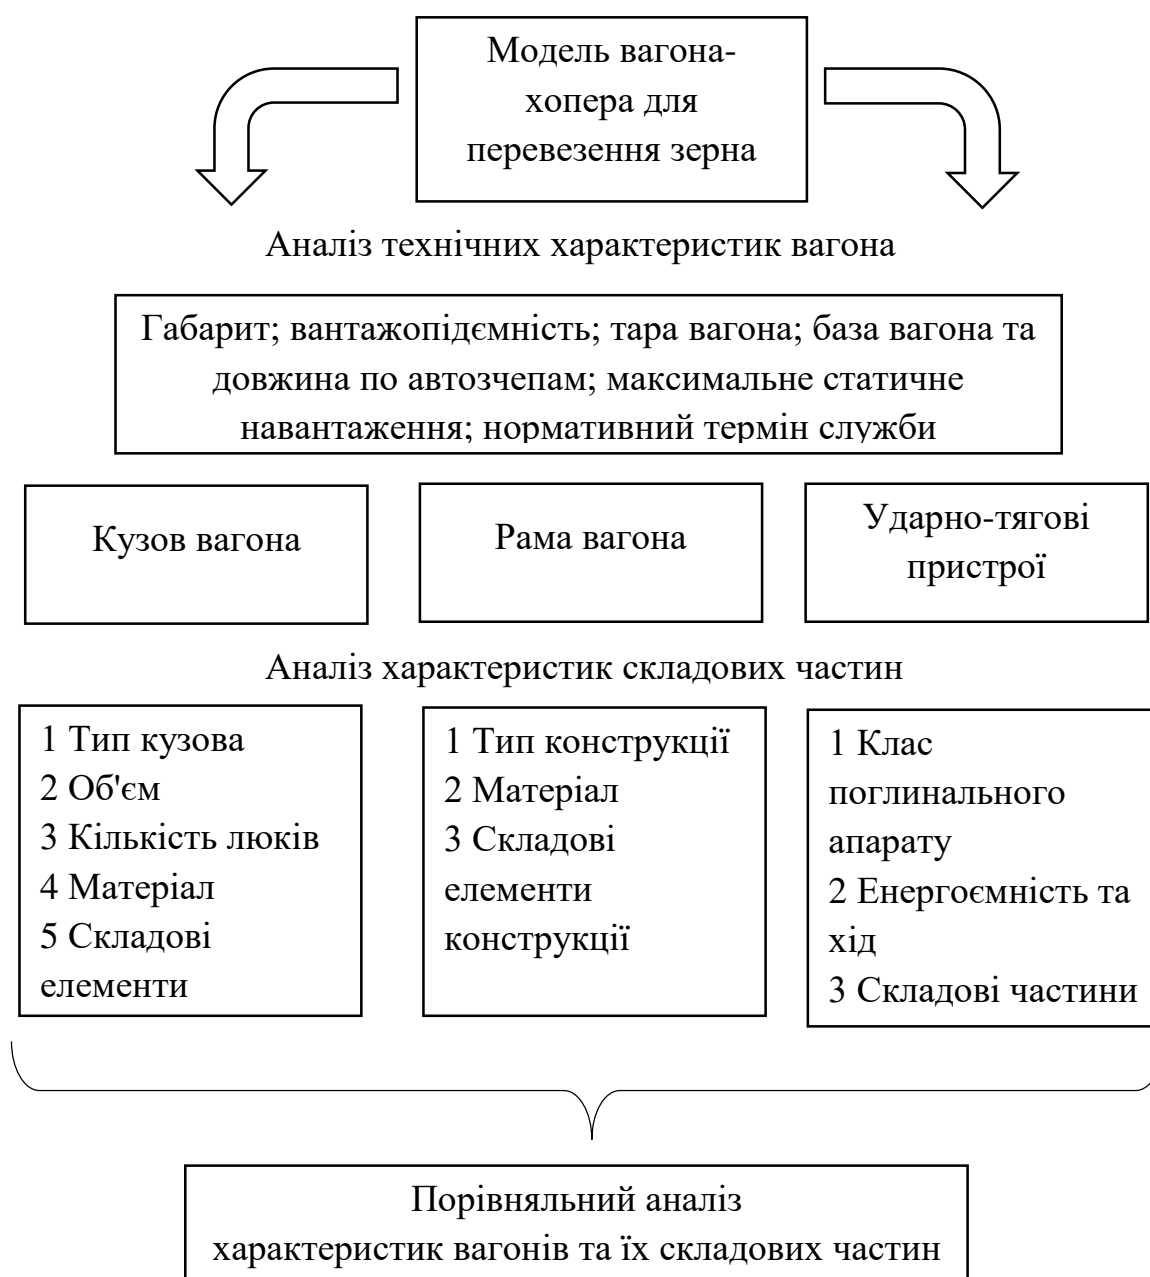 Модель вагона-
хопера для
перевезення зерна
Аналіз технічних характеристик вагона
Габарит; вантажопідємність; тара вагона; база вагона та
довжина по автозчепам; максимальне статичне
навантаження; нормативний термін служби
Кузов вагона
Рама вагона
Ударно-тягові
пристрої
Аналіз характеристик складових частин
1 Тип кузова
2 Об'єм
3 Кількість люків
4 Матеріал
5 Складові
елементи
1 Тип конструкції
2 Матеріал
3 Складові
елементи
конструкції
1 Клас
поглинального
апарату
2 Енергоємність та
хід
3 Складові частини
Порівняльний аналіз
характеристик вагонів та їх складових частин